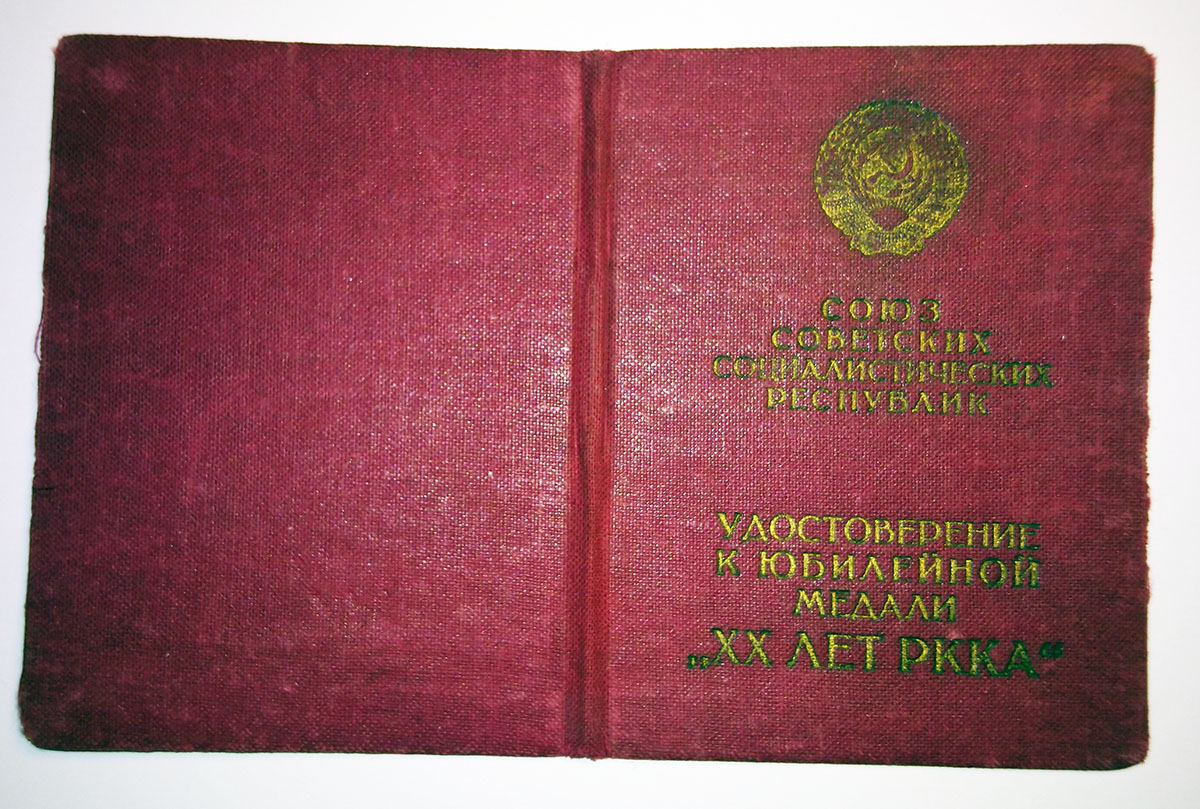 СОЮЗ
СОВЕТСКИХ
СОЦИАЛИСТИЧЕСКИХ
РЕСПУБЛИК
УДОСТОВЕРЕНИЕ
К ЮБИЛЕЙНОЙ
МЕДАЛИ
„XX ЛЕТ РККА“